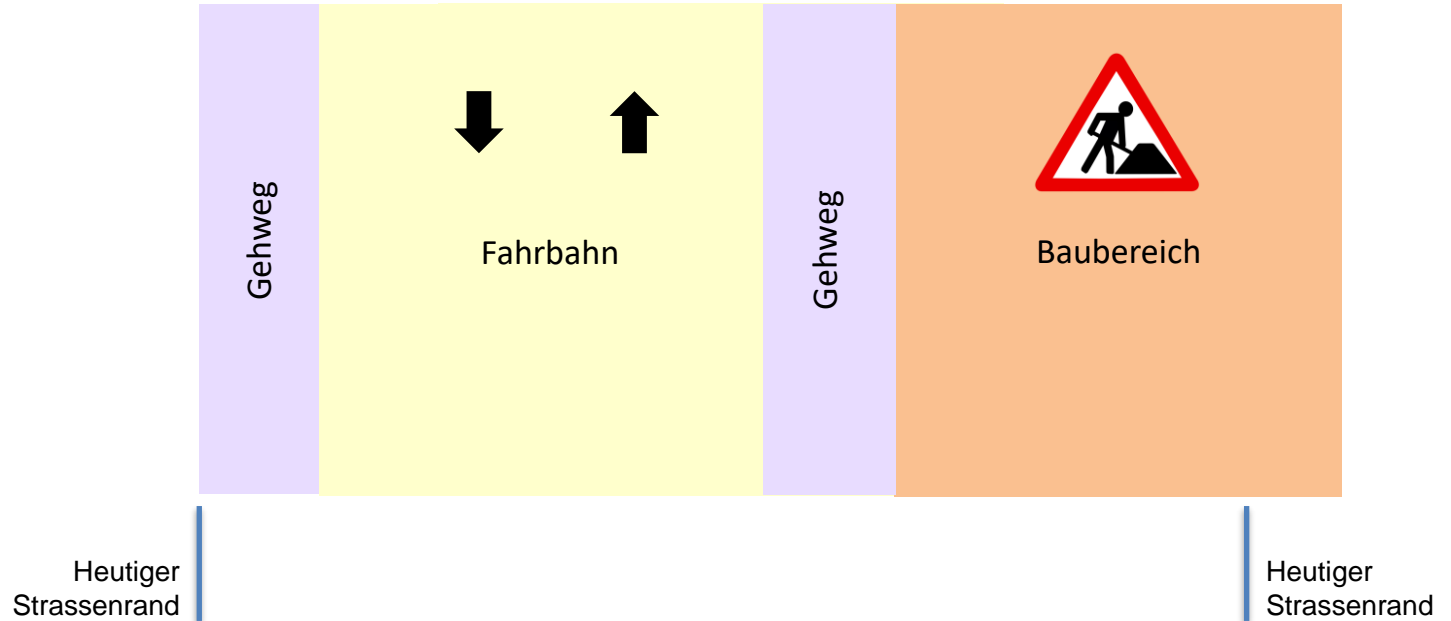 Gehweg
Fahrbahn
Gehweg
Baubereich
Heutiger
Strassenrand
Heutiger
Strassenrand